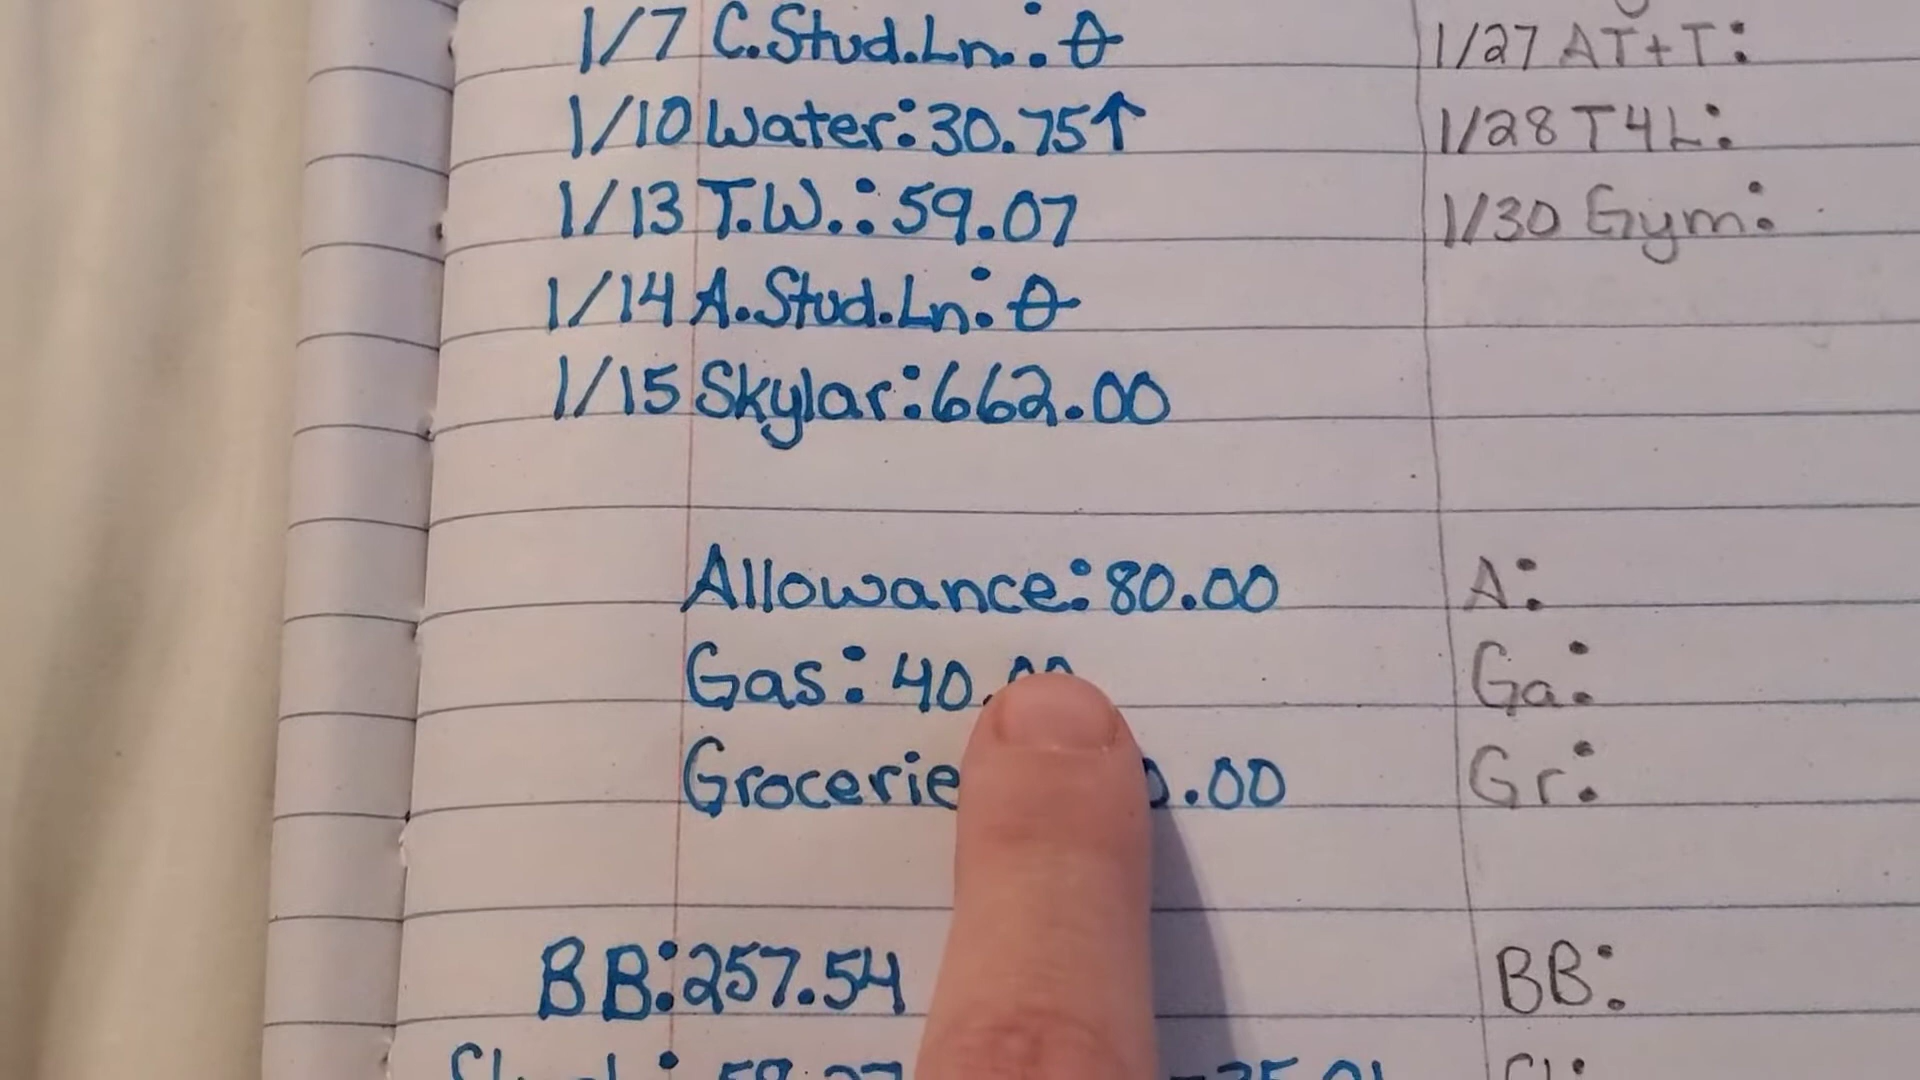 1/7 C.Stud.Ln.: θ
1/10 Water: 30.75↑
1/13 T.W.: 59.07
1/14 A.Stud.Ln: θ
1/15 Skylar: 662.00
Allowance: 80.00
Gas: 40.00
BB: 257.54
1/27 AT+T:
1/28 T4L:
1/30 Gym:
A:
Ga:
Gr:
BB: